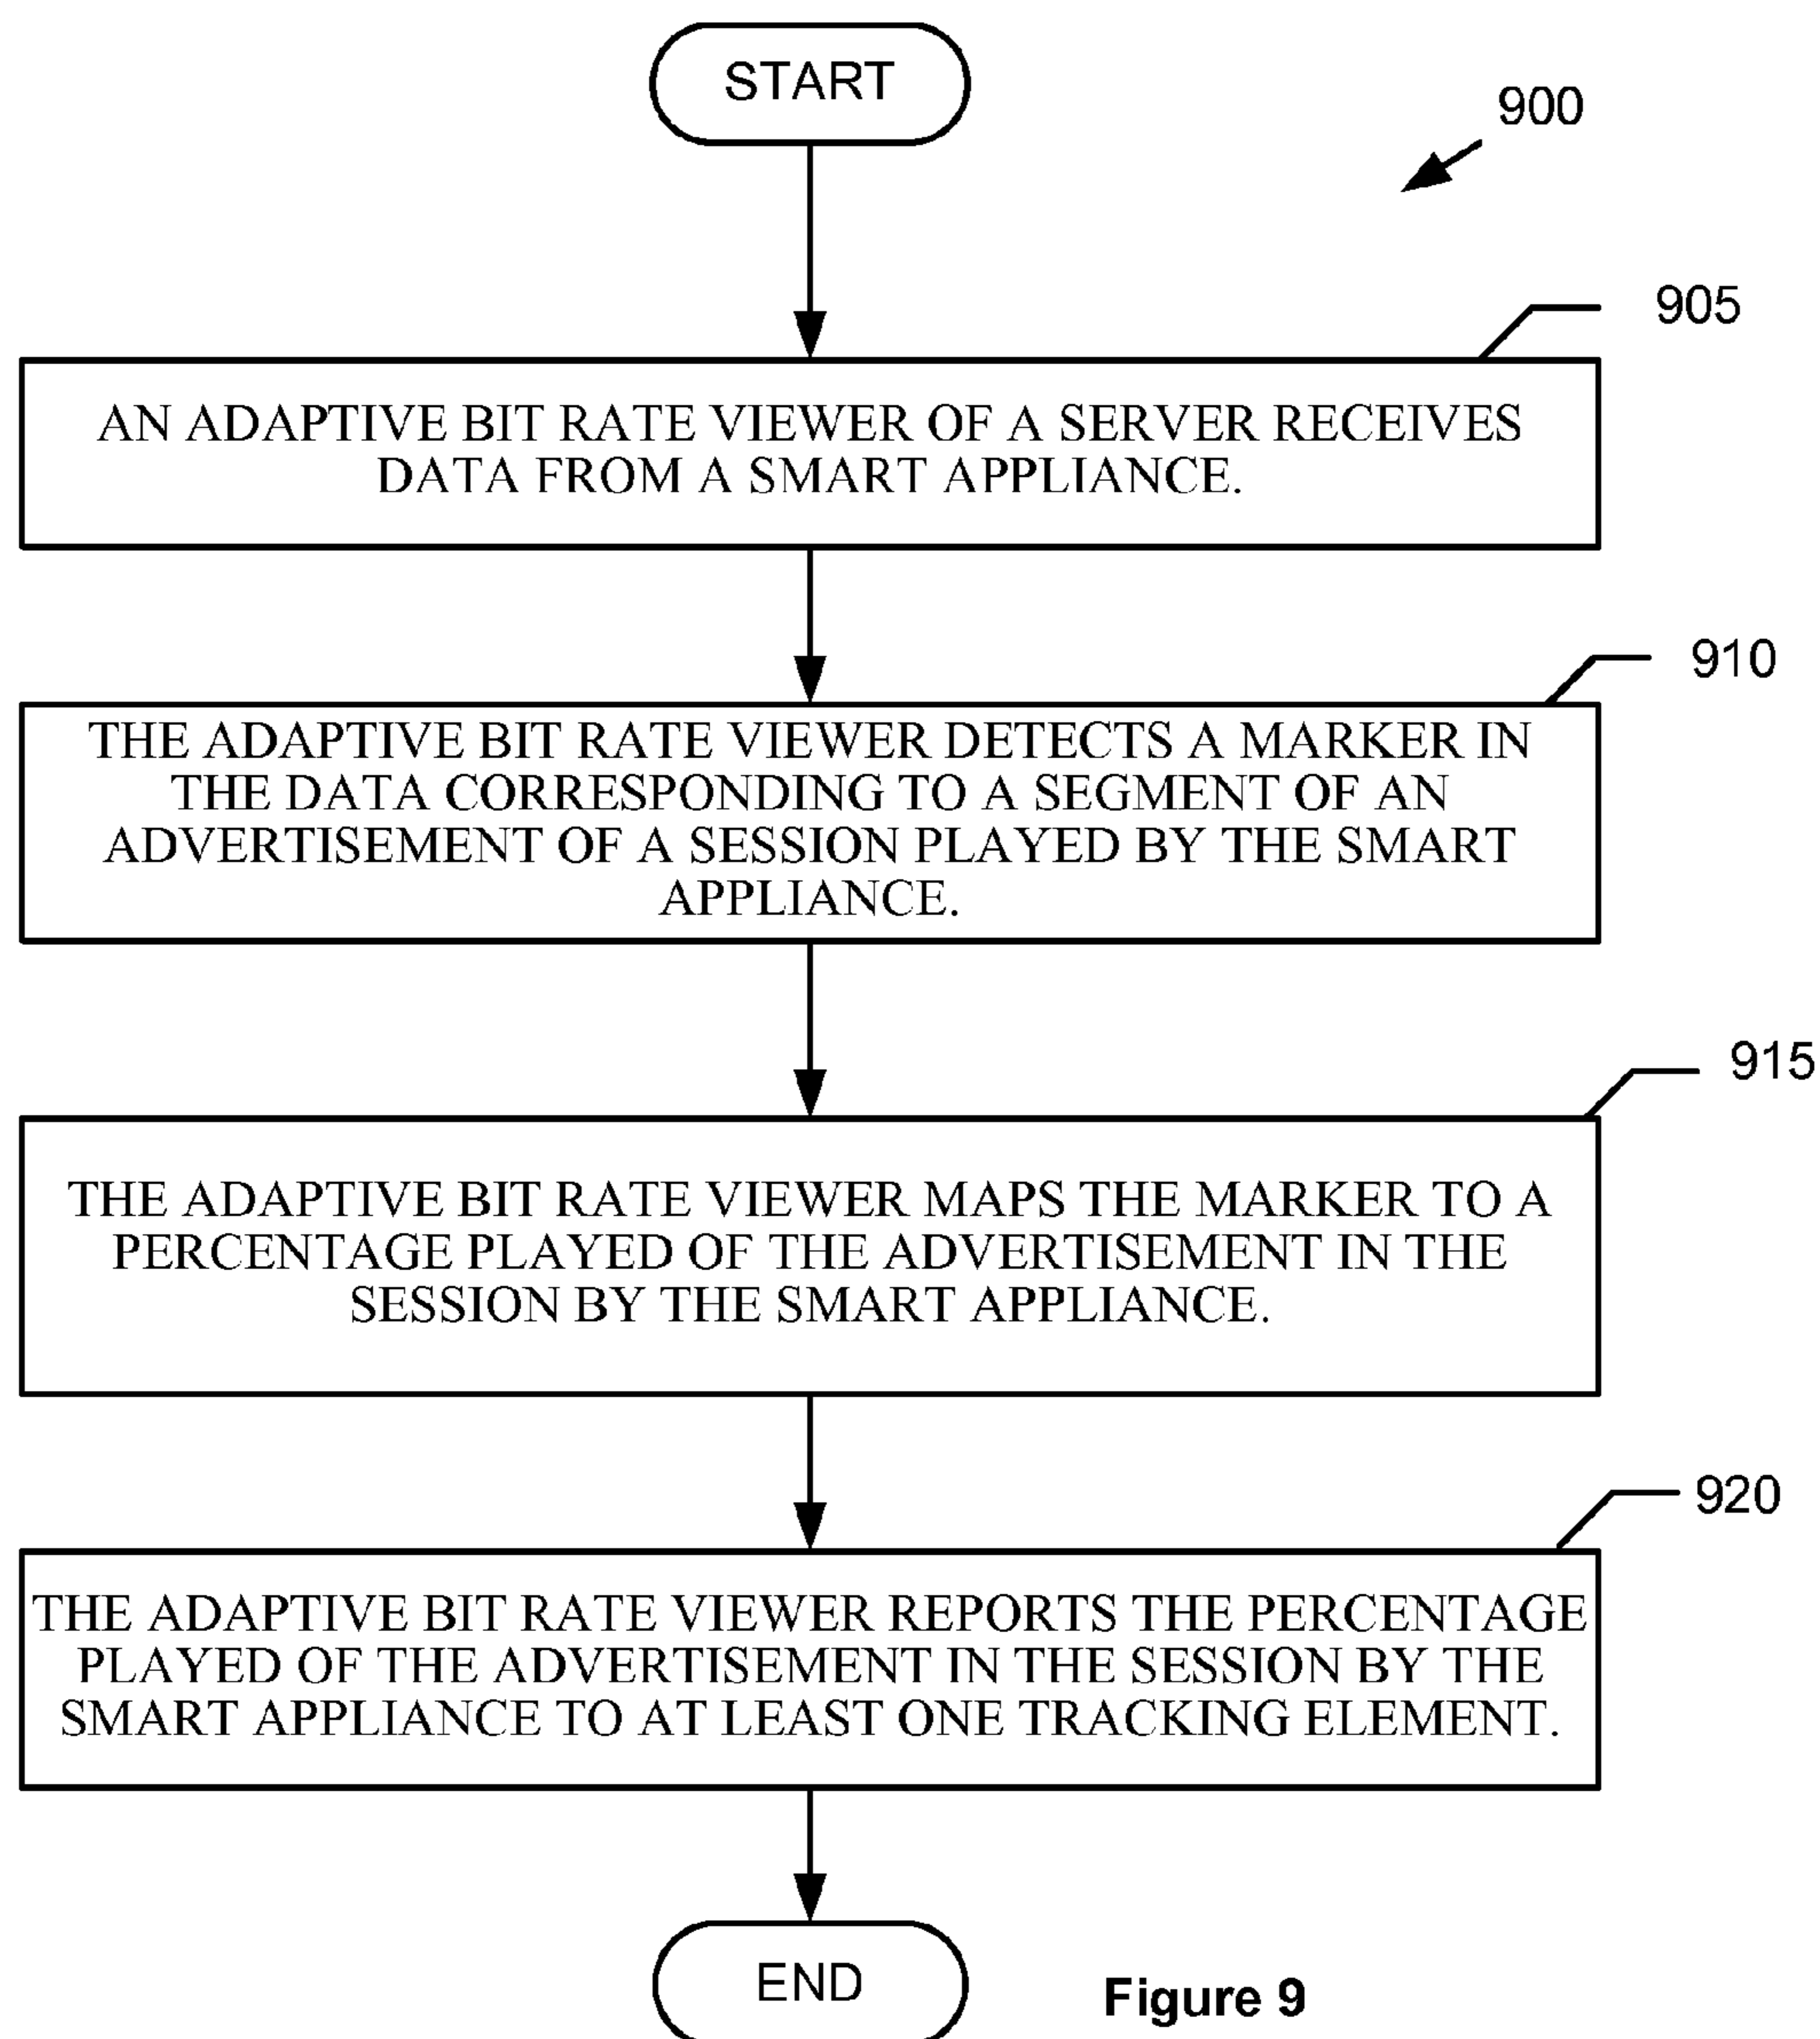 START
900
905
AN ADAPTIVE BIT RATE VIEWER OF A SERVER RECEIVES
DATA FROM A SMART APPLIANCE.
910
THE ADAPTIVE BIT RATE VIEWER DETECTS A MARKER IN
THE DATA CORRESPONDING TO A SEGMENT OF AN
ADVERTISEMENT OF A SESSION PLAYED BY THE SMART
APPLIANCE.
915
THE ADAPTIVE BIT RATE VIEWER MAPS THE MARKER TO A
PERCENTAGE PLAYED OF THE ADVERTISEMENT IN THE
SESSION BY THE SMART APPLIANCE.
920
THE ADAPTIVE BIT RATE VIEWER REPORTS THE PERCENTAGE
PLAYED OF THE ADVERTISEMENT IN THE SESSION BY THE
SMART APPLIANCE TO AT LEAST ONE TRACKING ELEMENT.
END
Figure 9